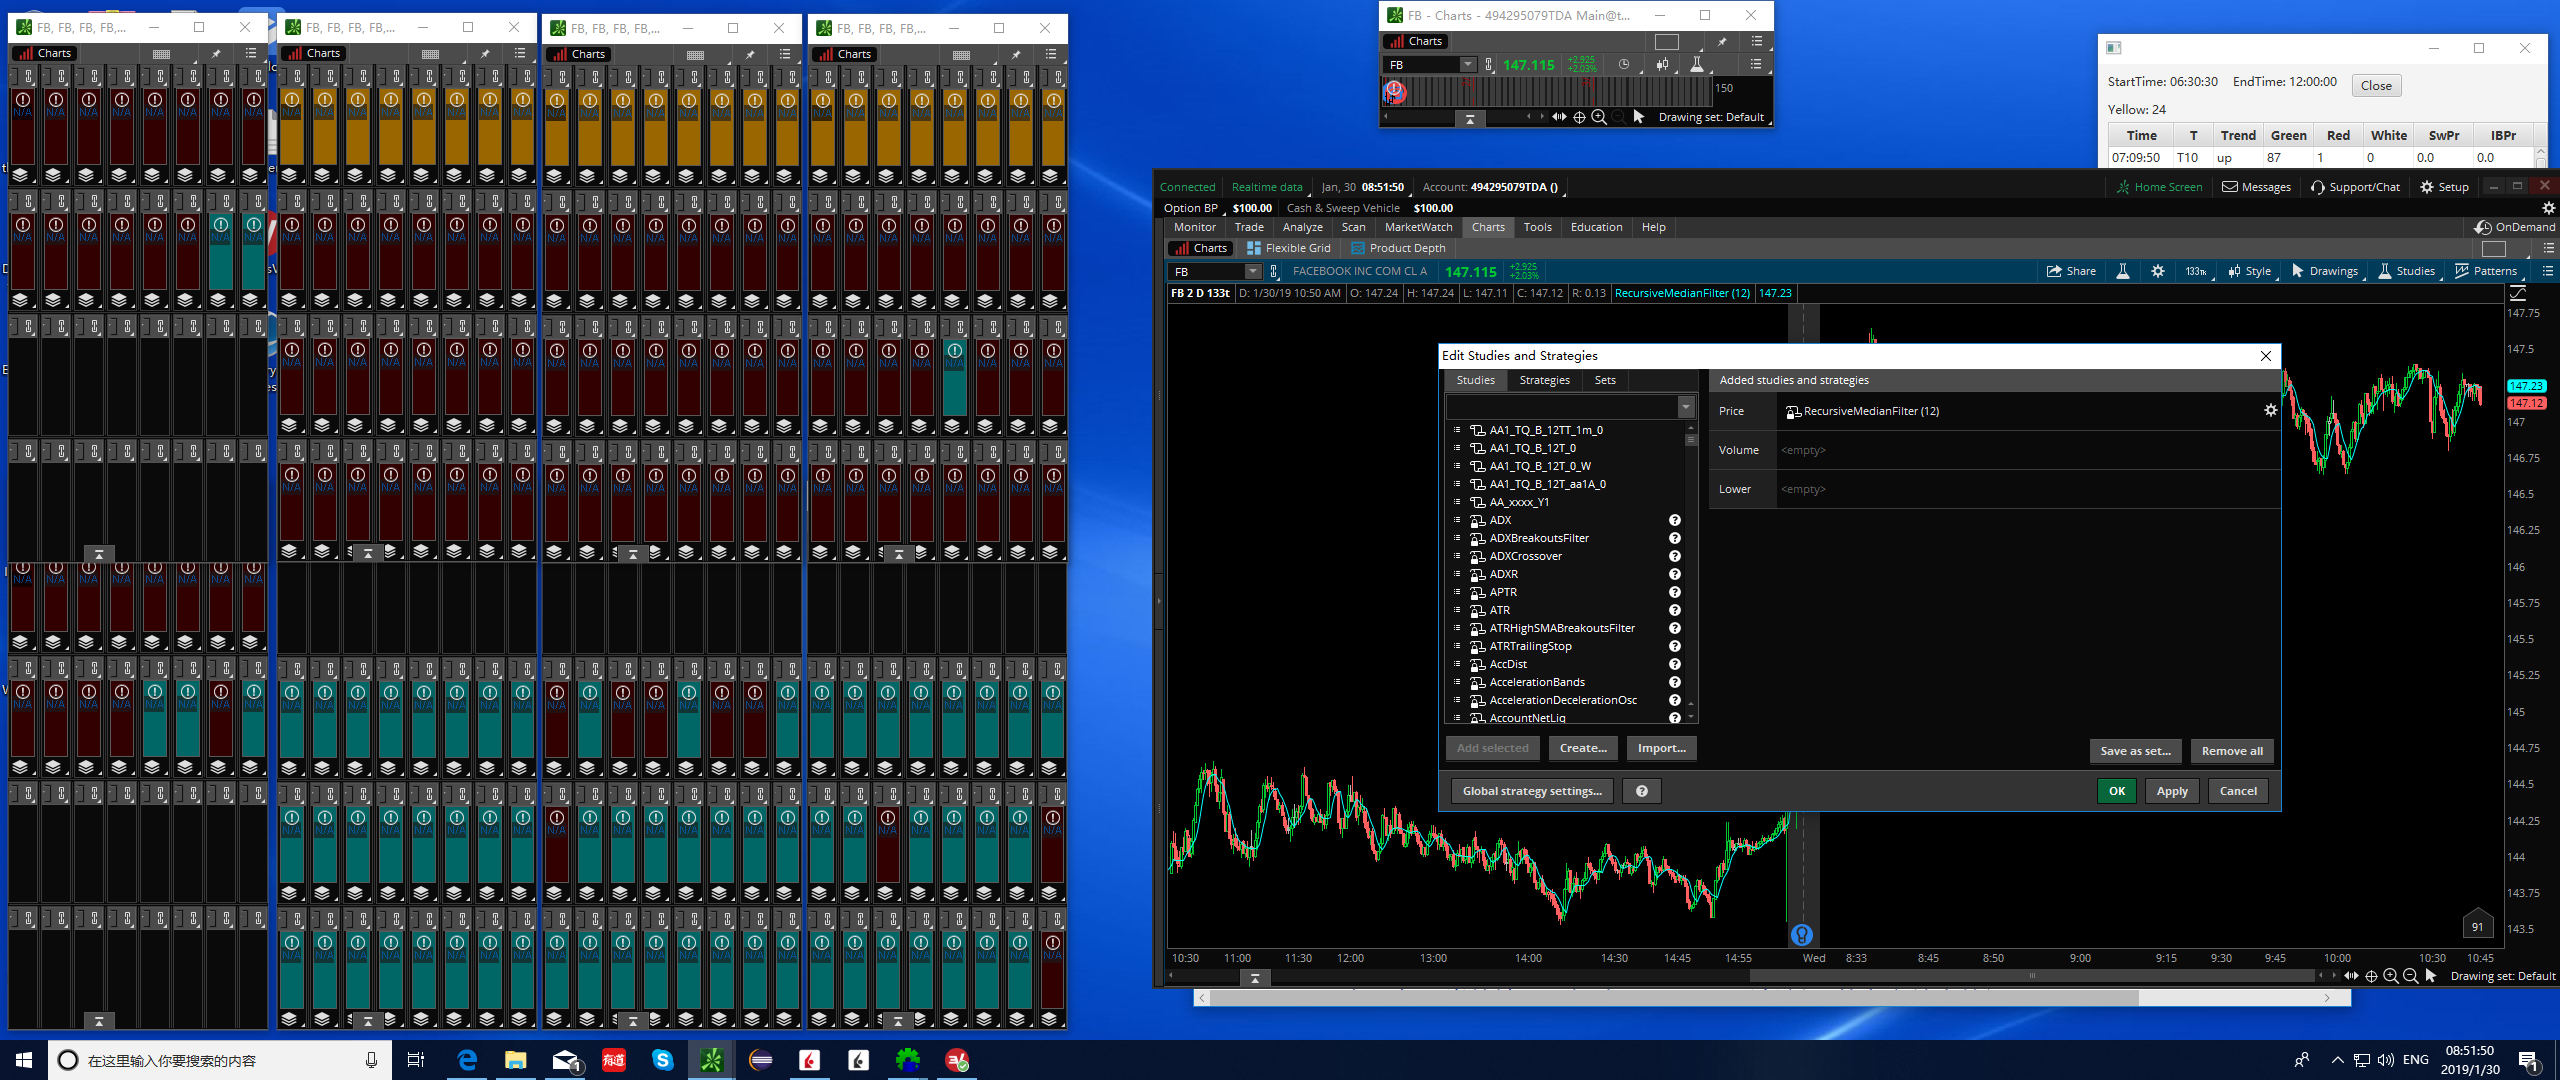 FB, FB, FB, FB,...
FB, FB, FB, FB,...
FB, FB, FB, FB,...
FB, FB, FB, FB,...
Charts
Charts
Charts
Charts
FB - Charts - 494295079TDA Main@t...
Charts
FB
147.115
+2.925
+2.03%
150
Drawing set: Default
StartTime: 06:30:30 EndTime: 12:00:00 Close
Yellow: 24
Time T Trend Green Red White SwPr IBPr
07:09:50 T10 up 87 1 0 0.0 0.0
Connected Realtime data Jan, 30 08:51:50 Account: 494295079TDA ()
Home Screen Messages Support/Chat Setup
Option BP $100.00 Cash & Sweep Vehicle $100.00
Monitor Trade Analyze Scan MarketWatch Charts Tools Education Help
OnDemand
Charts Flexible Grid Product Depth
FB FACEBOOK INC COM CL A 147.115 +2.925 +2.03%
Share 133tk Style Drawings Studies Patterns
FB 2 D 133t D: 1/30/19 10:50 AM O: 147.24 H: 147.24 L: 147.11 C: 147.12 R: 0.13 RecursiveMedianFilter (12) 147.23
147.75
147.5
147.23
147.12
147
146.75
146.5
146.25
146
145.75
145.5
145.25
145
144.75
144.5
144.25
144
143.75
143.5
91
Edit Studies and Strategies
Studies Strategies Sets
Added studies and strategies
Price RecursiveMedianFilter (12)
Volume <empty>
Lower <empty>
AA1_TQ_B_12TT_1m_0
AA1_TQ_B_12T_0
AA1_TQ_B_12T_0_W
AA1_TQ_B_12T_aa1A_0
AA_xxxx_Y1
ADX
ADXBreakoutsFilter
ADXCrossover
ADXR
APTR
ATR
ATRHighSMABreakoutsFilter
ATRTrailingStop
AccDist
AccelerationBands
AccelerationDecelerationOsc
AccountNetLiq
Add selected Create... Import...
Save as set... Remove all
Global strategy settings... ?
OK Apply Cancel
10:30 11:00 11:30 12:00 13:00 14:00 14:30 14:45 14:55 Wed 8:33 8:45 8:50 9:00 9:15 9:30 9:45 10:00 10:30 10:45
Drawing set: Default
在这里输入你要搜索的内容
有道
ENG
08:51:50
2019/1/30